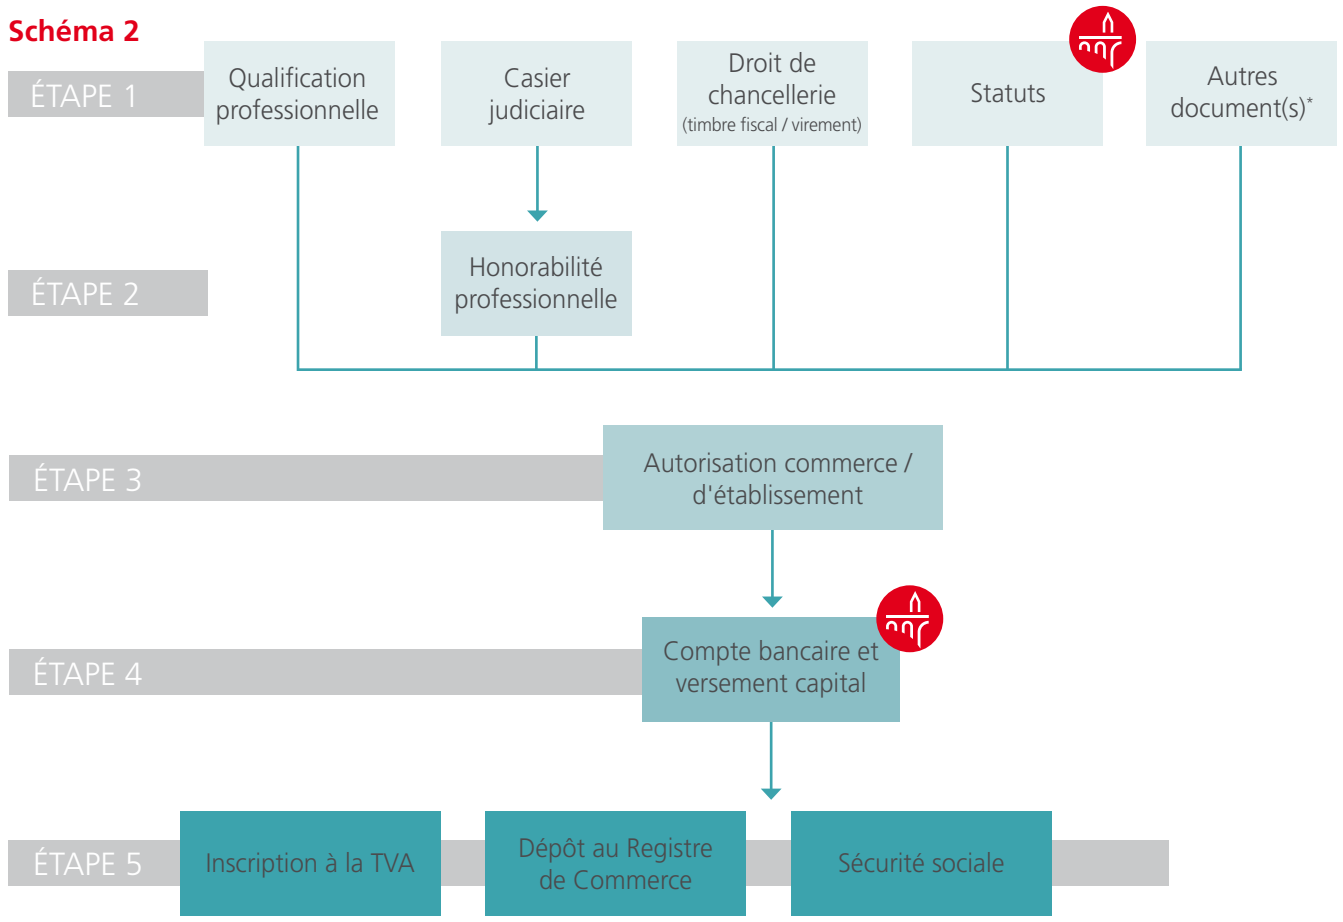 Schéma 2
ÉTAPE 1
Qualification
professionnelle
Casier
judiciaire
Droit de
chancellerie
(timbre fiscal / virement)
Statuts
Autres
document(s)*
ÉTAPE 2
Honorabilité
professionnelle
ÉTAPE 3
Autorisation commerce /
d'établissement
ÉTAPE 4
Compte bancaire et
versement capital
ÉTAPE 5
Inscription à la TVA
Dépôt au Registre
de Commerce
Sécurité sociale